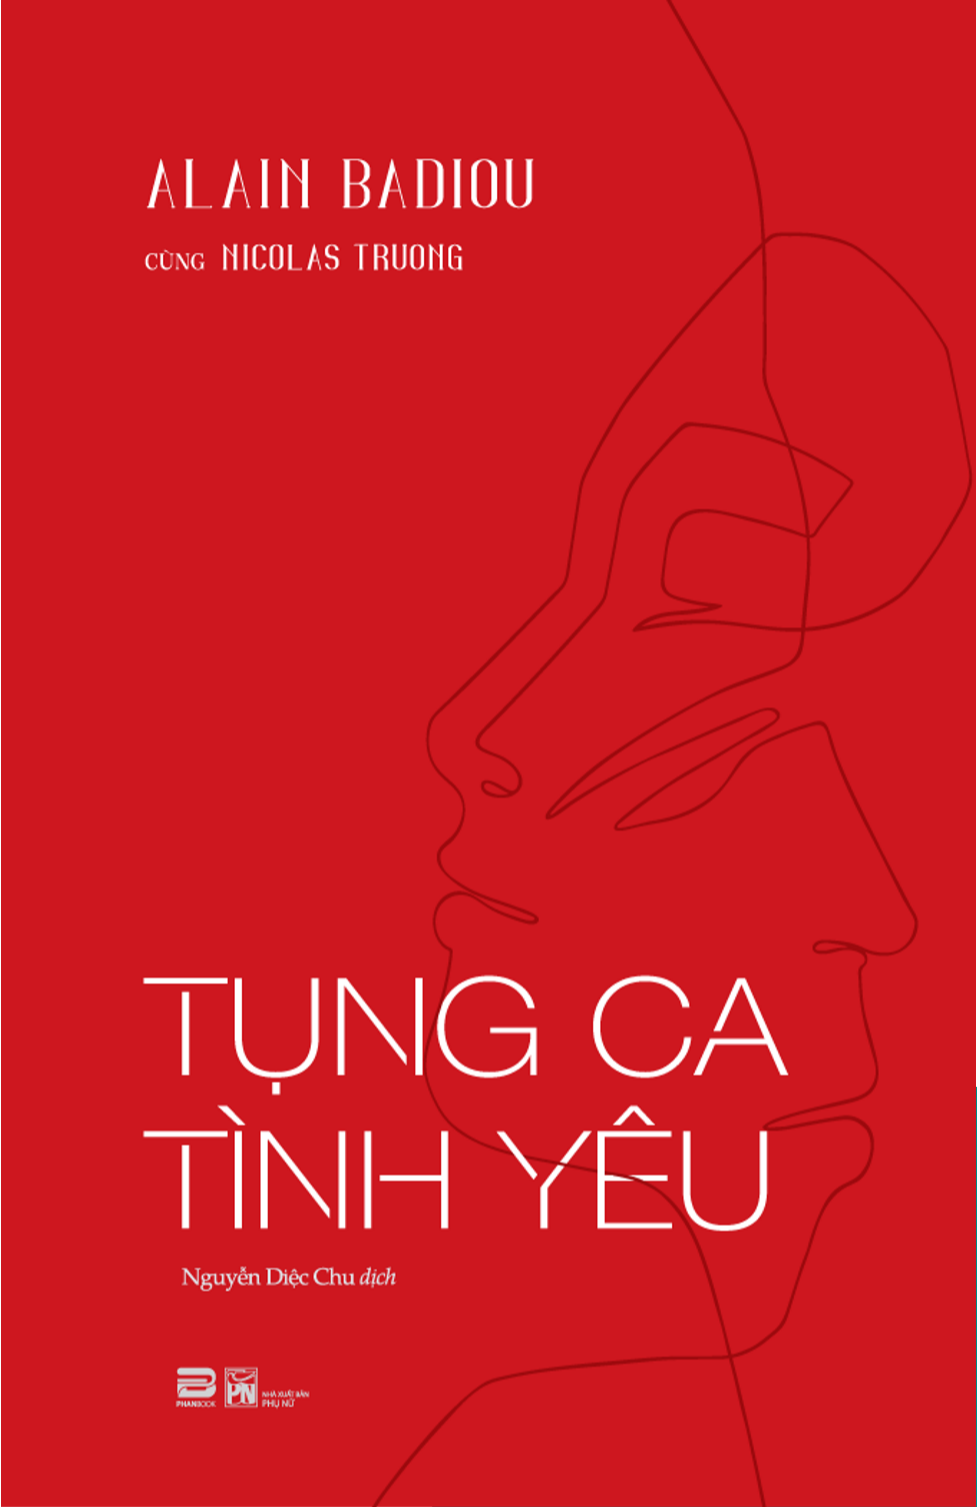 ALAIN BADIOU
CÙNG NICOLAS TRUONG
TỤNG CA
TÌNH YÊU
Nguyễn Diệc Chu dịch
PHANBOOK
PN
NHÀ XUẤT BẢN
PHỤ NỮ